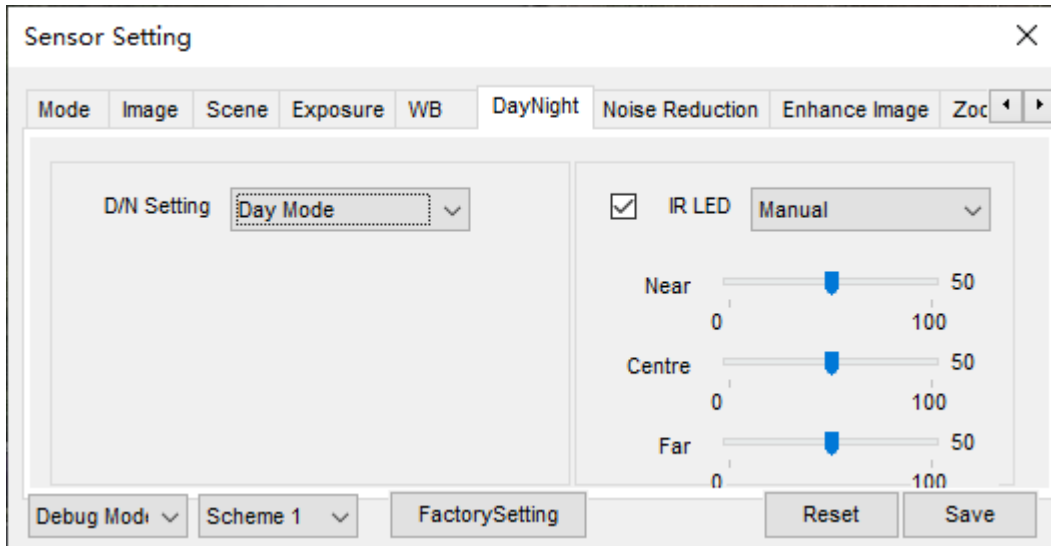 Sensor Setting
Mode Image Scene Exposure WB DayNight Noise Reduction Enhance Image
D/N Setting Day Mode
IR LED Manual
Near 50
0 100
Centre 50
0 100
Far 50
0 100
Debug Scheme 1 FactorySetting Reset Save